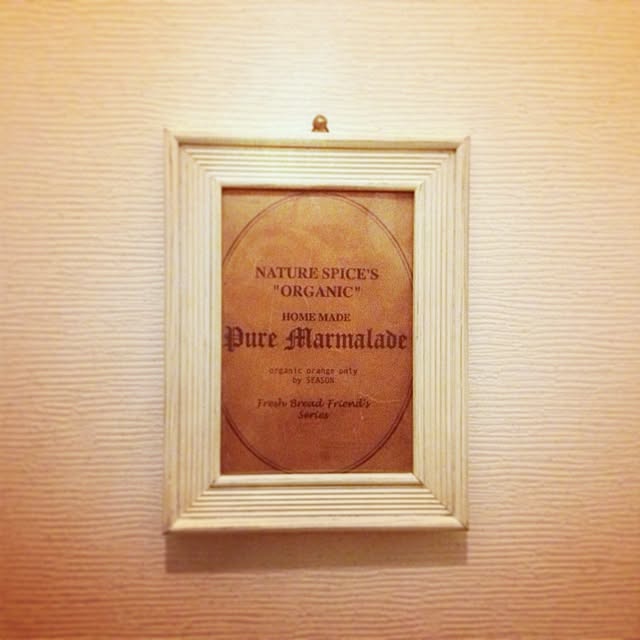 NATURE SPICE'S
"ORGANIC"
HOME MADE
Pure Marmalade
organic orange only
by SEASON
Fresh Bread Friend's
Series